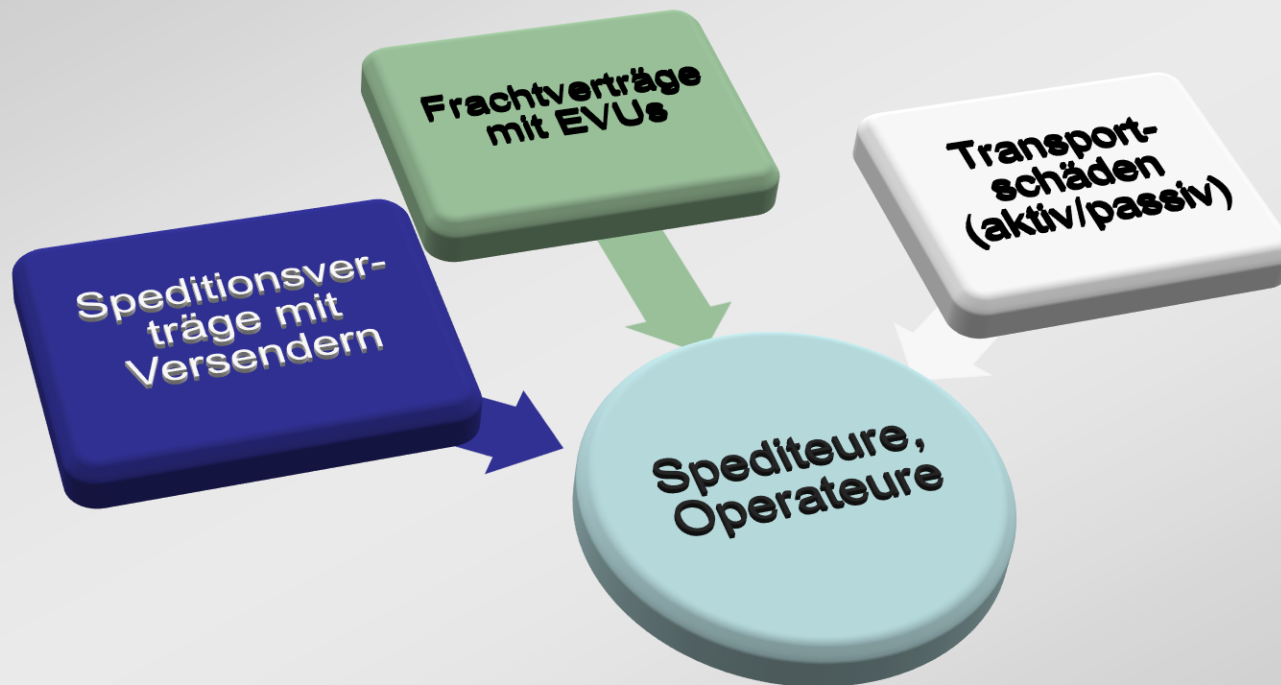 Speditionsver-
träge mit
Versendern
Frachtverträge
mit EVUs
Transport-
schäden
(aktiv/passiv)
Spediteure,
Operateure